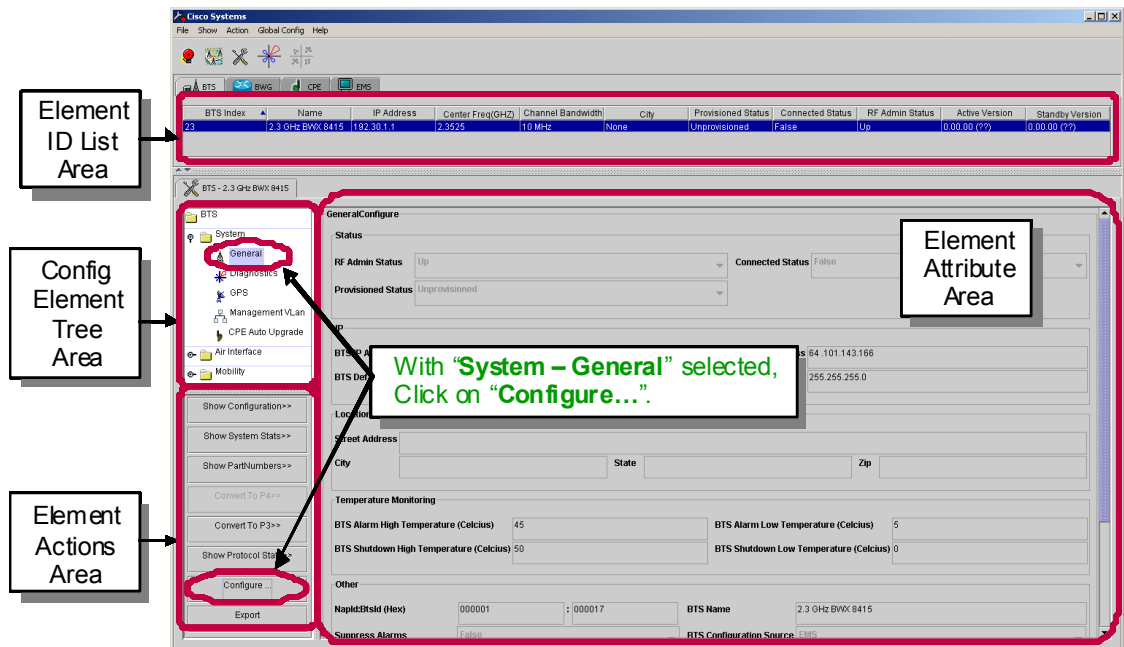 Cisco Systems
File Show Action Global Config Help
BTS BWG CPE EMS
Element
ID List
Area
BTS Index Name IP Address Center Freq(GHZ) Channel Bandwidth City Provisioned Status Connected Status RF Admin Status Active Version Standby Version
23 2.3 GHz BWX 8415 192.30.1.1 2.3525 10 MHz None Unprovisioned False Up 0.00.00 (??) 0.00.00 (??)
BTS - 2.3 GHz BWX 8415
Config
Element
Tree
Area
BTS
System
General
Diagnostics
GPS
Management VLan
CPE Auto Upgrade
Air Interface
Mobility
GeneralConfigure
Status
RF Admin Status Up Connected Status False
Provisioned Status Unprovisioned
Element
Attribute
Area
IP
BTS IP 64 .101.143.166
BTS 255.255.255.0
With “System – General” selected,
Click on “Configure…”.
Location
Street Address
City State Zip
Temperature Monitoring
BTS Alarm High Temperature (Celcius) 45 BTS Alarm Low Temperature (Celcius) 5
BTS Shutdown High Temperature (Celcius) 50 BTS Shutdown Low Temperature (Celcius) 0
Other
NapId:BtsId (Hex) 000001 : 000017 BTS Name 2.3 GHz BWX 8415
Suppress Alarms False BTS Configuration Source EMS
Element
Actions
Area
Show Configuration>>
Show System Stats>>
Show PartNumbers>>
Convert To P4>>
Convert To P3>>
Show Protocol Stats>>
Configure ...
Export